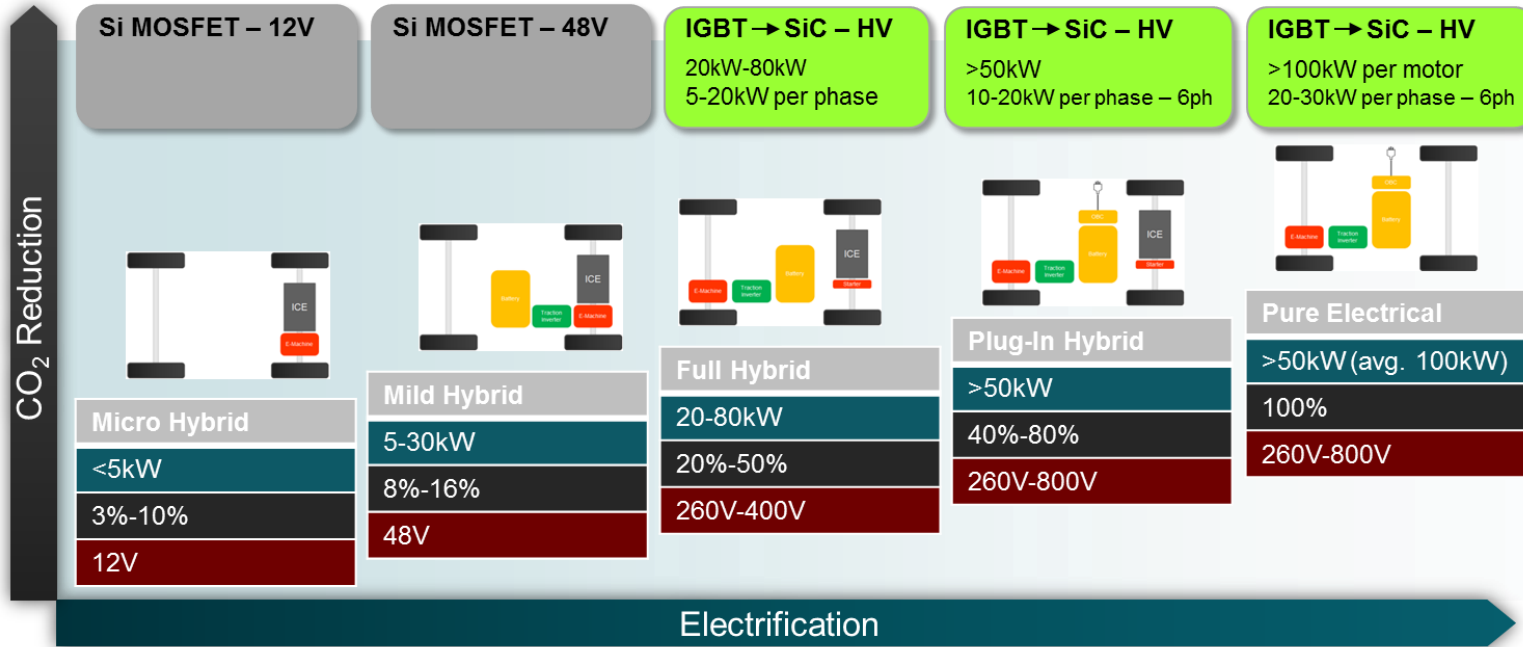 Si MOSFET – 12V
Si MOSFET – 48V
IGBT → SiC – HV
20kW-80kW
5-20kW per phase
IGBT → SiC – HV
>50kW
10-20kW per phase – 6ph
IGBT → SiC – HV
>100kW per motor
20-30kW per phase – 6ph
CO₂ Reduction
ICE
E-Machine
Micro Hybrid
<5kW
3%-10%
12V
Battery
Traction
Inverter
ICE
E-Machine
Mild Hybrid
5-30kW
8%-16%
48V
E-Machine
Traction
Inverter
Battery
ICE
Starter
Full Hybrid
20-80kW
20%-50%
260V-400V
E-Machine
Traction
Inverter
OBC
Battery
ICE
Starter
Plug-In Hybrid
>50kW
40%-80%
260V-800V
E-Machine
Traction
Inverter
OBC
Battery
Pure Electrical
>50kW (avg. 100kW)
100%
260V-800V
Electrification